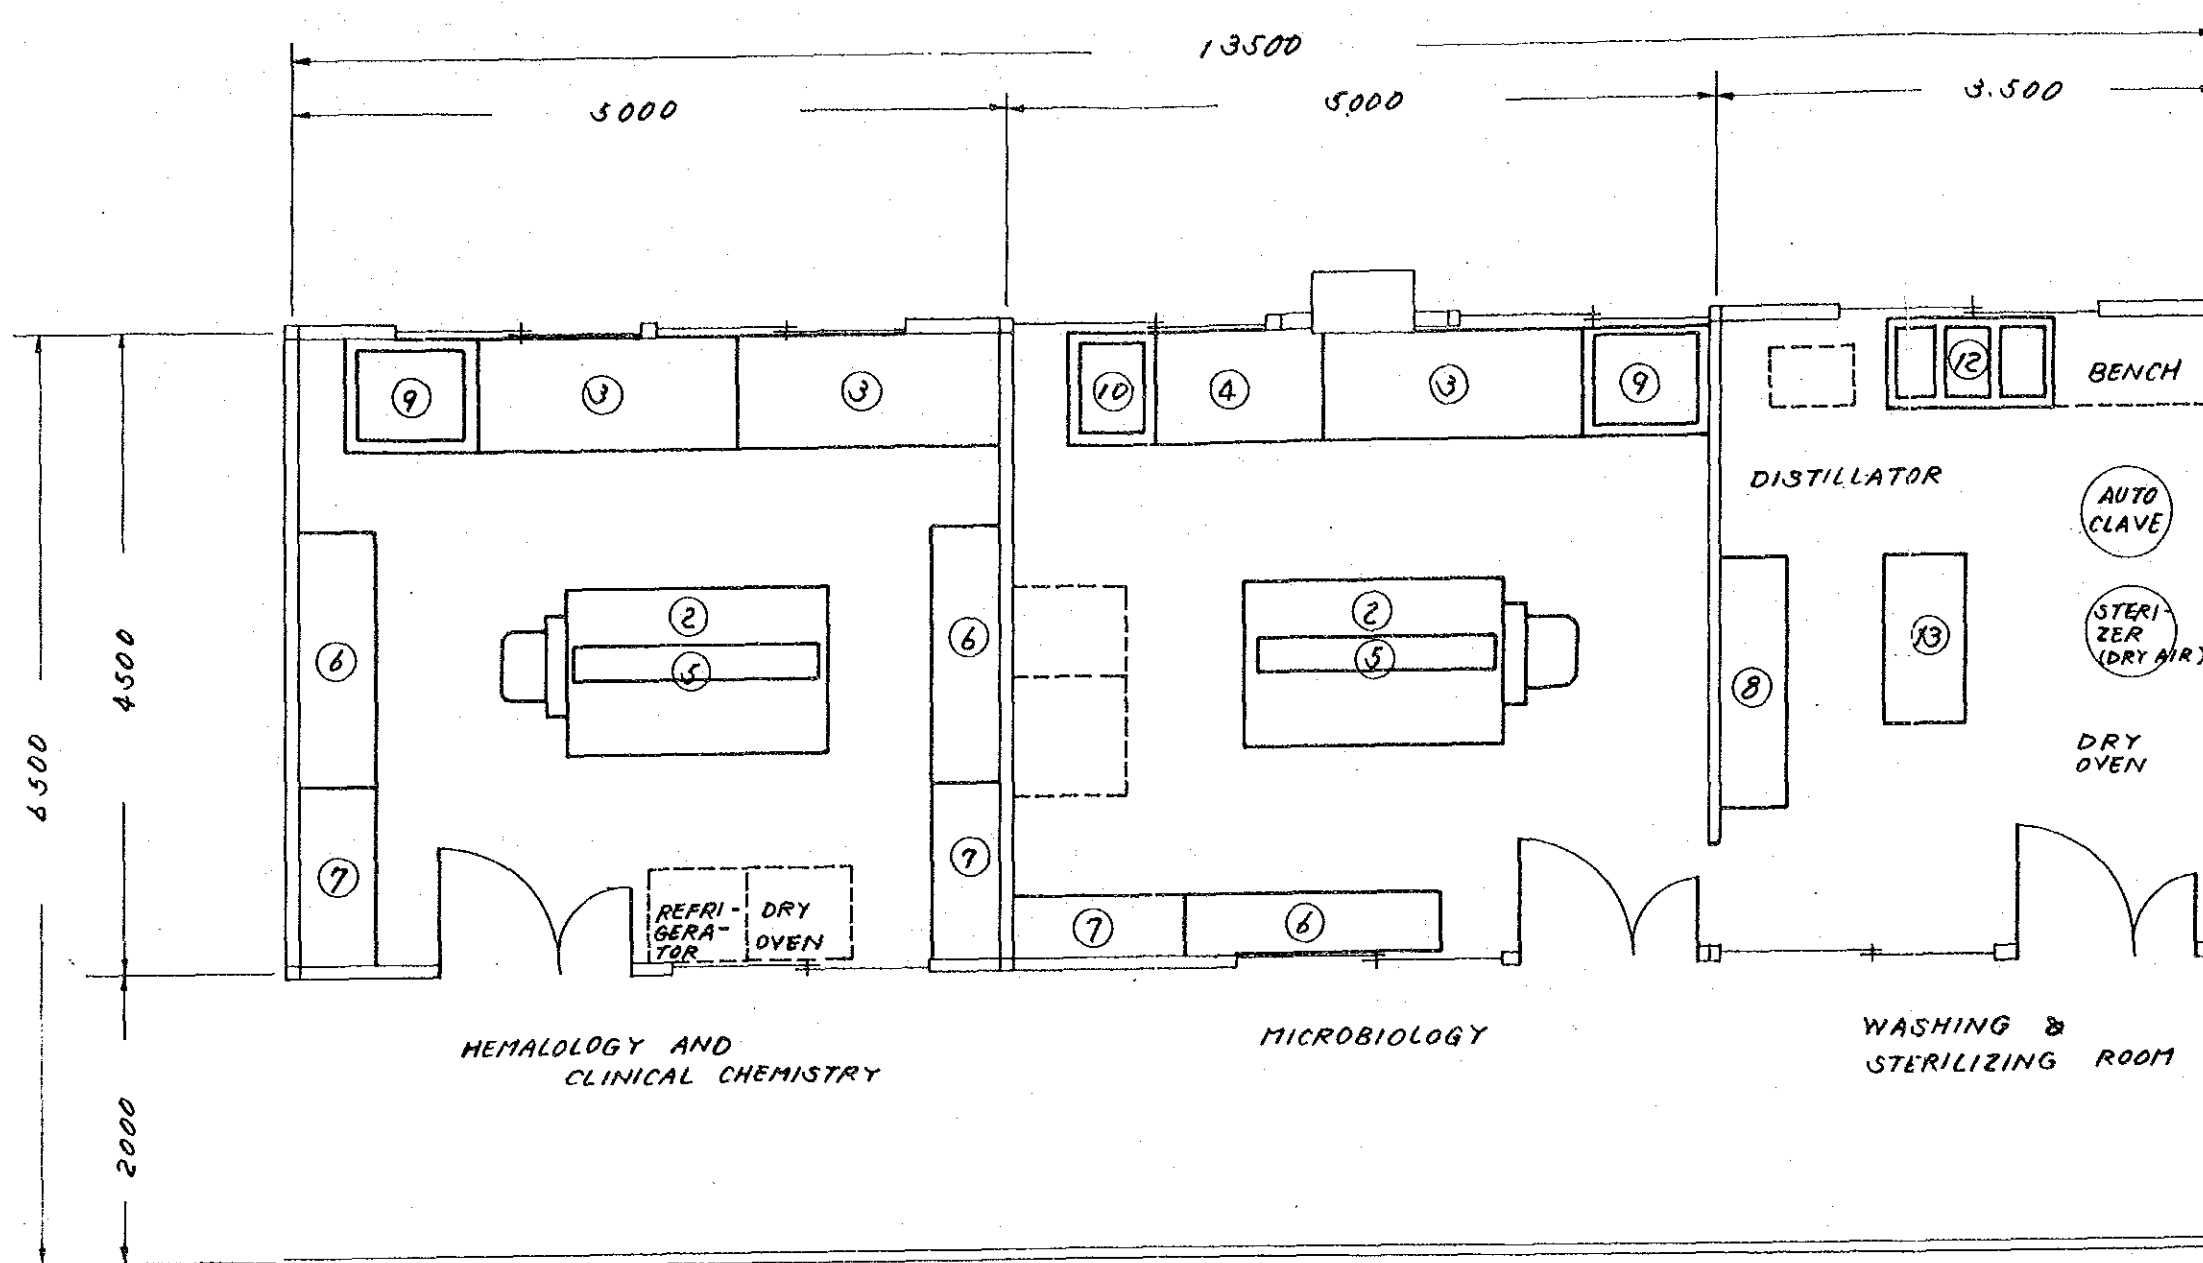 13500
5000
5000
3.500
9
3
3
10
4
3
9
12
BENCH
DISTILLATOR
AUTO
CLAVE
2
5
6
6
2
5
8
13
STERI-
ZER
(DRY AIR)
DRY
OVEN
4500
6500
7
7
REFRI-
GERA-
TOR
DRY
OVEN
7
6
HEMALOLOGY AND
CLINICAL CHEMISTRY
MICROBIOLOGY
WASHING &
STERILIZING ROOM
2000